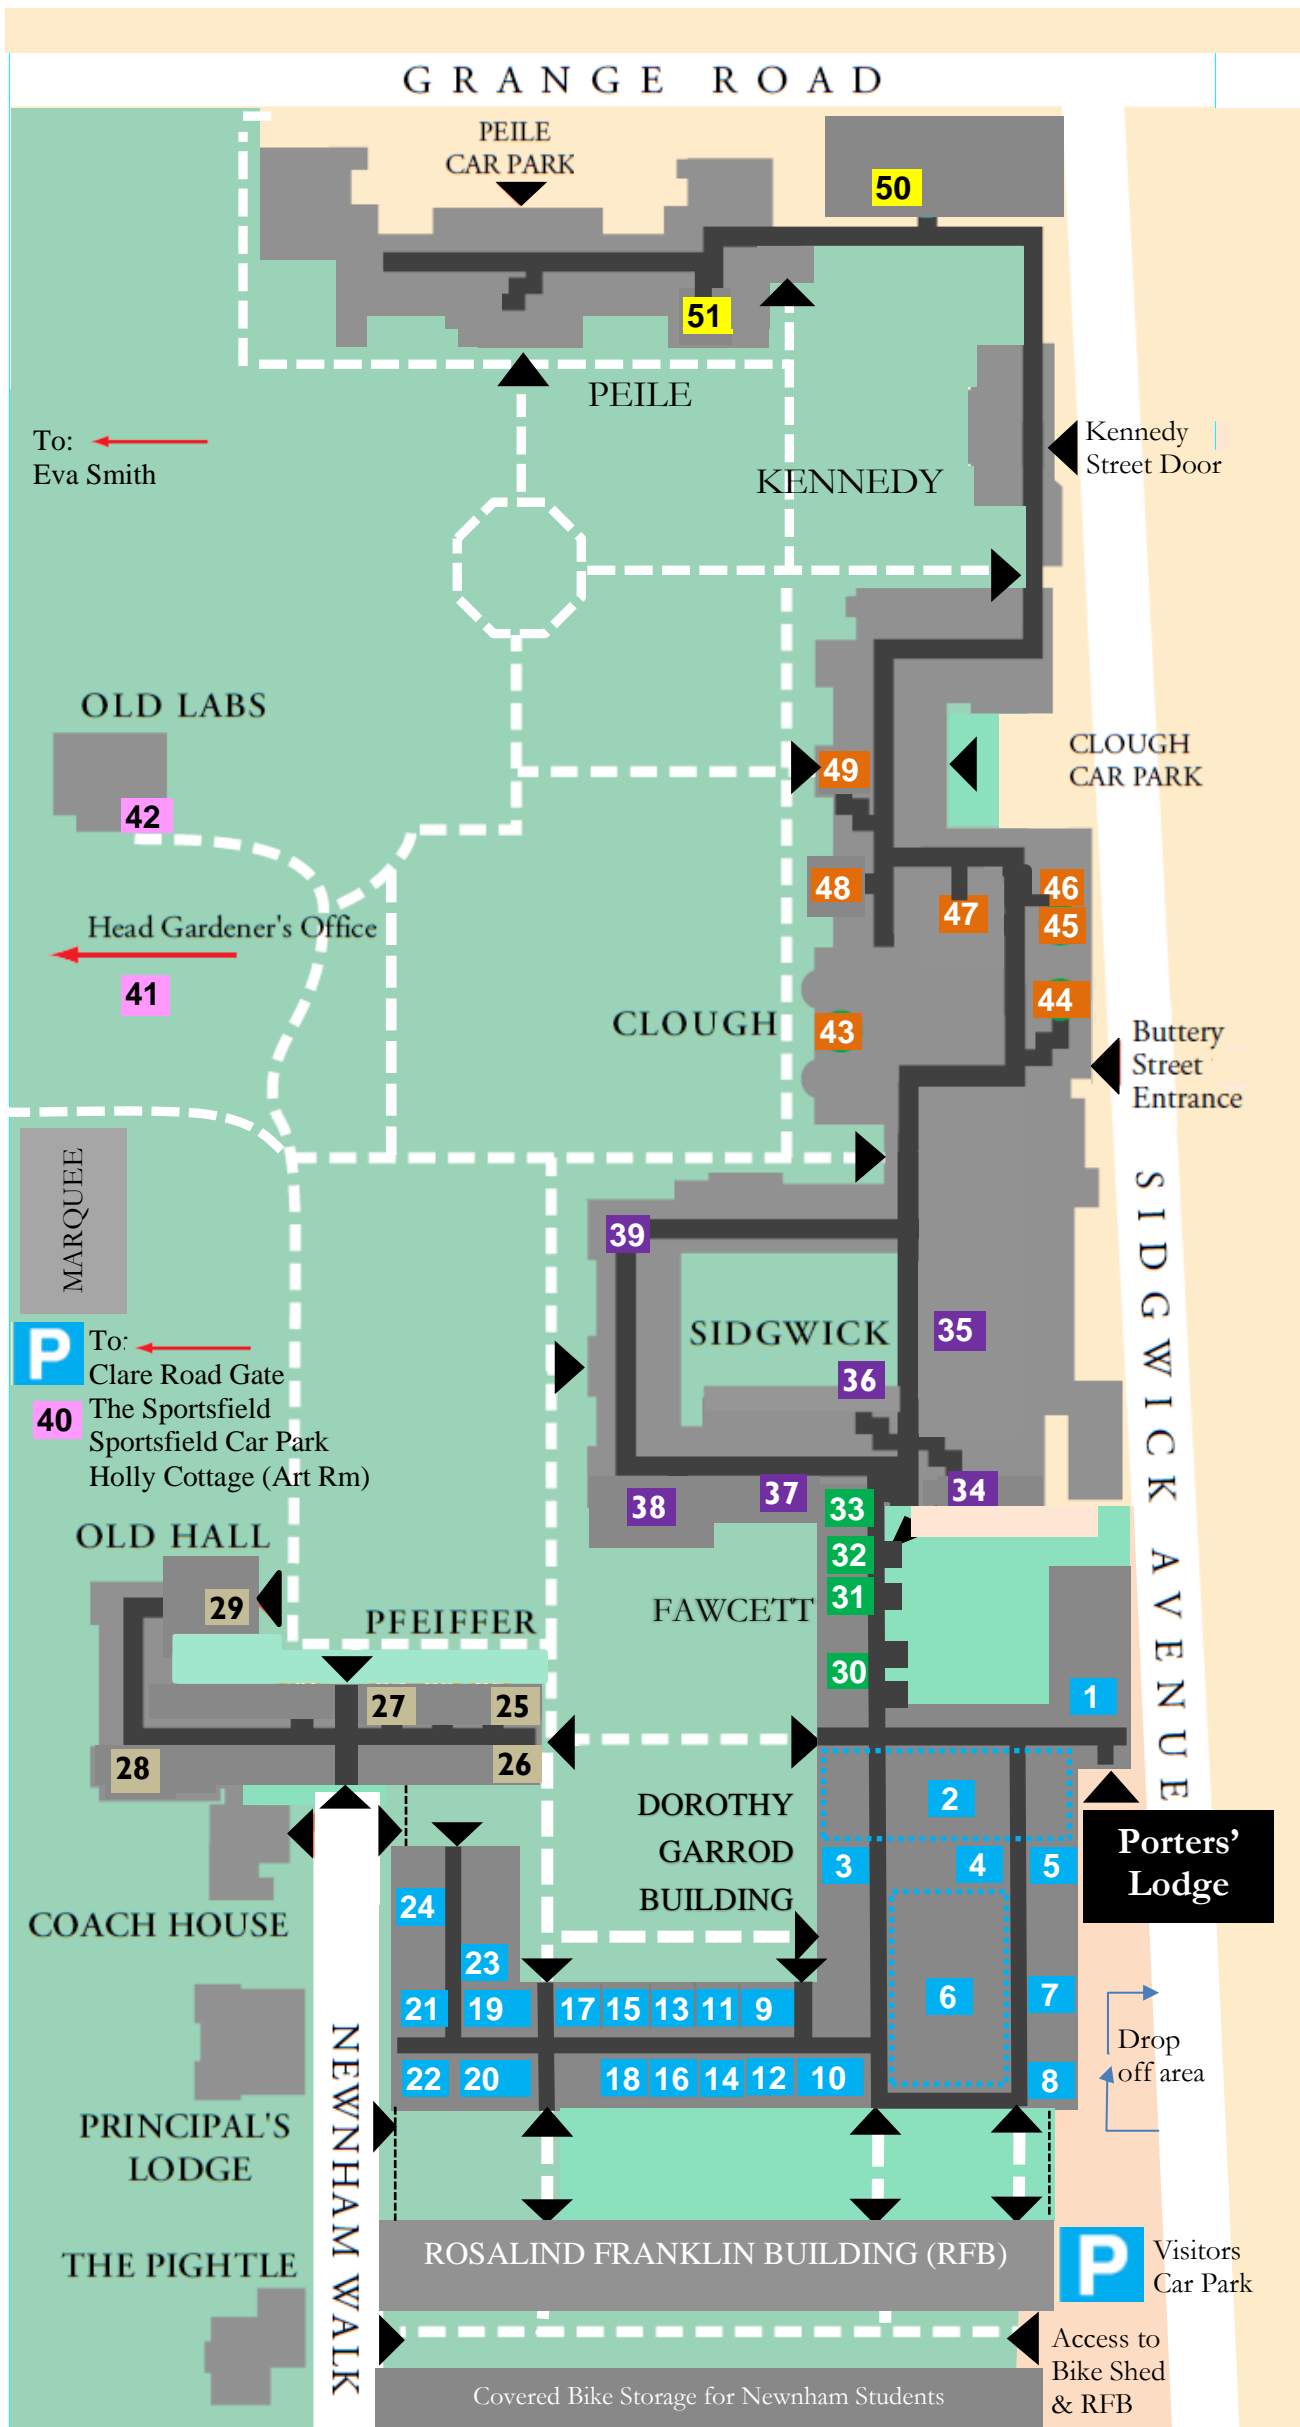 GRANGE ROAD
PEILE
CAR PARK
50
51
PEILE
To:
Eva Smith
Kennedy
Street Door
KENNEDY
OLD LABS
42
49
CLOUGH
CAR PARK
48
46
47
45
Head Gardener's Office
41
44
CLOUGH
43
Buttery
Street
Entrance
MARQUEE
SIDGWICK AVENUE
39
SIDGWICK
35
P
To:
Clare Road Gate
40
The Sportsfield
Sportsfield Car Park
Holly Cottage (Art Rm)
36
34
37
38
33
OLD HALL
32
31
29
PFEIFFER
FAWCETT
30
27
25
1
28
26
2
DOROTHY
GARROD
BUILDING
Porters’
Lodge
3
4
5
24
COACH HOUSE
23
6
7
21
19
17
15
13
11
9
NEWNHAM WALK
Drop
off area
22
20
18
16
14
12
10
8
PRINCIPAL'S
LODGE
ROSALIND FRANKLIN BUILDING (RFB)
P
Visitors
Car Park
THE PIGHTLE
Access to
Bike Shed
& RFB
Covered Bike Storage for Newnham Students